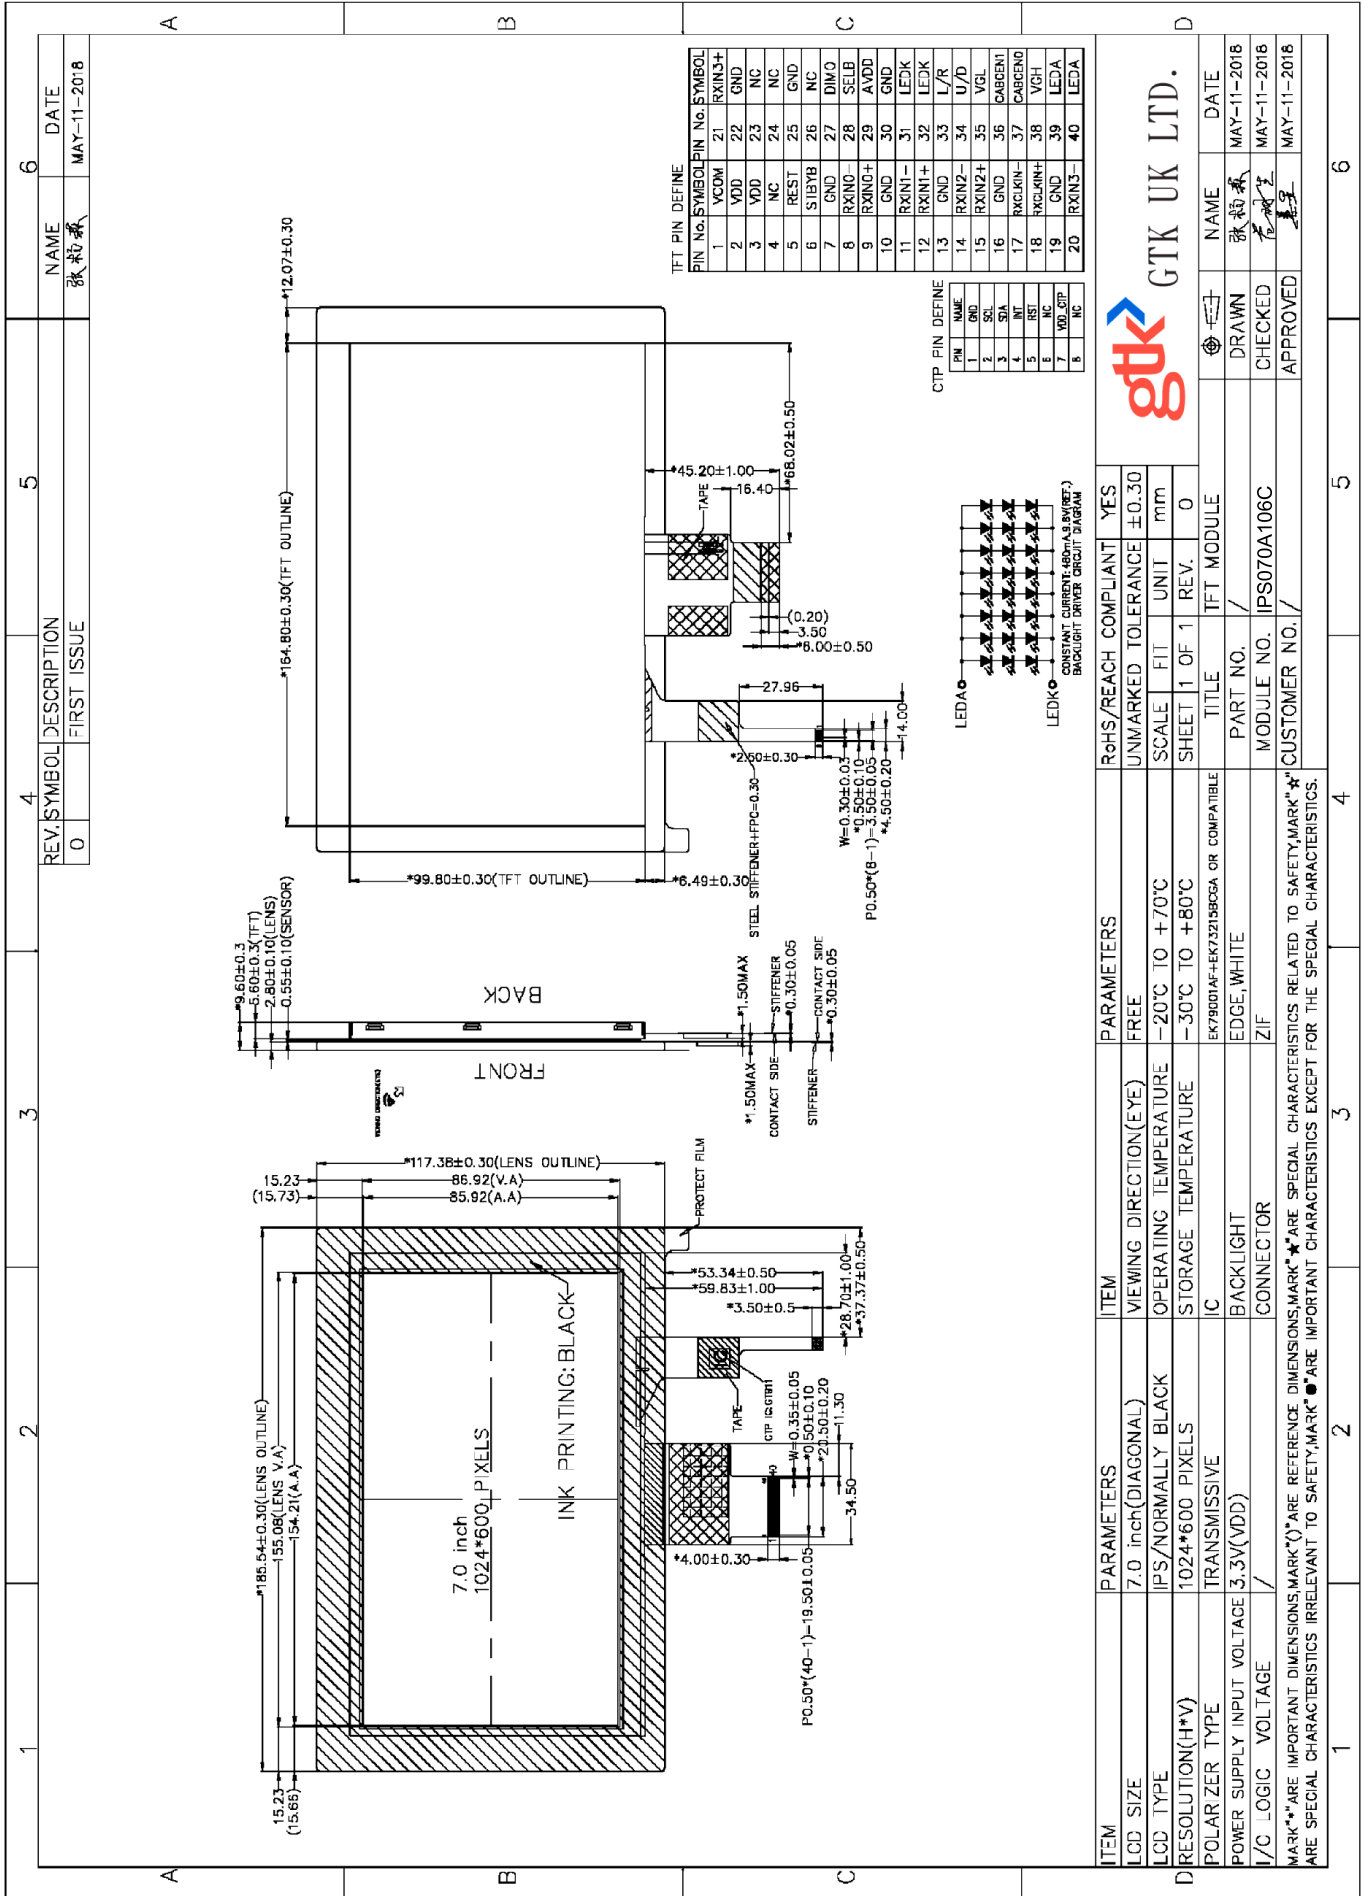 1 2 3 4 5 6
A
B
C
D
REV. SYMBOL DESCRIPTION NAME DATE
0 FIRST ISSUE MAY-11-2018
*185.54±0.30(LENS OUTLINE)
155.08(LENS V.A)
154.21(A.A)
15.23
(15.66)
15.23
(15.73)
*117.38±0.30(LENS OUTLINE)
86.92(V.A)
85.92(A.A)
7.0 inch
1024*600 PIXELS
INK PRINTING: BLACK
PROTECT FILM
*53.34±0.50
*59.83±1.00
*3.50±0.5
*28.70±1.00
*37.37±0.50
TAPE
W=0.35±0.05
*0.50±0.10
*20.50±0.20
11.30
34.50
*4.00±0.30
P0.50*(40-1)=19.50±0.05
1
40
FRONT
BACK
*9.60±0.3
5.60±0.3(TFT)
2.80±0.10(LENS)
0.55±0.10(SENSOR)
*1.50MAX
CONTACT SIDE
STIFFENER
*1.50MAX
STIFFENER
*0.30±0.05
CONTACT SIDE
*0.30±0.05
*164.80±0.30(TFT OUTLINE)
*12.07±0.30
*99.80±0.30(TFT OUTLINE)
*6.49±0.30
STEEL STIFFENER+FPC=0.30
*2.50±0.30
27.96
W=0.30±0.03
*0.50±0.10
P0.50*(8-1)=3.50±0.05
*4.50±0.20
14.00
*45.20±1.00
TAPE
16.40
*68.02±0.50
(0.20)
3.50
*6.00±0.50
LEDA
LEDK
CONSTANT CURRENT:480mA,9.6V(REF.)
BACKLIGHT DRIVER CIRCUIT DIAGRAM
CTP PIN DEFINE
PIN NAME
1 GND
2 SCL
3 SDA
4 INT
5 RST
6 NC
7 VDD_CTP
8 NC
TFT PIN DEFINE
PIN No. SYMBOL PIN No. SYMBOL
1 VCOM 21 RXIN3+
2 VDD 22 GND
3 VDD 23 NC
4 NC 24 NC
5 REST 25 GND
6 STBYB 26 NC
7 GND 27 DIMO
8 RXIN0- 28 SELB
9 RXIN0+ 29 AVDD
10 GND 30 GND
11 RXIN1- 31 LEDK
12 RXIN1+ 32 LEDK
13 GND 33 L/R
14 RXIN2- 34 U/D
15 RXIN2+ 35 VGL
16 GND 36 CABCEN1
17 RXCLKIN- 37 CABCEN0
18 RXCLKIN+ 38 VGH
19 GND 39 LEDA
20 RXIN3- 40 LEDA
ITEM PARAMETERS ITEM PARAMETERS
LCD SIZE 7.0 inch(DIAGONAL) VIEWING DIRECTION(EYE) FREE
LCD TYPE IPS/NORMALLY BLACK OPERATING TEMPERATURE -20℃ TO +70℃
RESOLUTION(H*V) 1024*600 PIXELS STORAGE TEMPERATURE -30℃ TO +80℃
POLARIZER TYPE TRANSMISSIVE IC EK79001AF+EK73215BCGA OR COMPATIBLE
POWER SUPPLY INPUT VOLTAGE 3.3V(VDD) BACKLIGHT EDGE,WHITE
I/C LOGIC VOLTAGE / CONNECTOR ZIF
MARK"*"ARE IMPORTANT DIMENSIONS,MARK"()"ARE REFERENCE DIMENSIONS,MARK"★"ARE SPECIAL CHARACTERISTICS RELATED TO SAFETY,MARK"☆"
ARE SPECIAL CHARACTERISTICS IRRELEVANT TO SAFETY,MARK"●"ARE IMPORTANT CHARACTERISTICS EXCEPT FOR THE SPECIAL CHARACTERISTICS.
RoHS/REACH COMPLIANT YES
UNMARKED TOLERANCE ±0.30
SCALE FIT UNIT mm
SHEET 1 OF 1 REV. 0
TITLE TFT MODULE
PART NO. /
MODULE NO. IPS070A106C
CUSTOMER NO. /
gtk GTK UK LTD.
NAME DATE
DRAWN MAY-11-2018
CHECKED MAY-11-2018
APPROVED MAY-11-2018
1 2 3 4 5 6
A
B
C
D